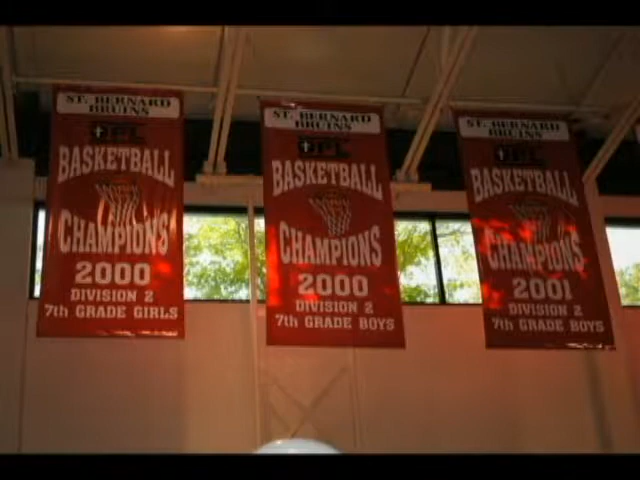 ST. BERNARD
BRUINS
BASKETBALL
CHAMPIONS
2000
DIVISION 2
7th GRADE GIRLS
ST. BERNARD
BRUINS
BASKETBALL
CHAMPIONS
2000
DIVISION 2
7th GRADE BOYS
ST. BERNARD
BRUINS
BASKETBALL
CHAMPIONS
2001
DIVISION 2
7th GRADE BOYS